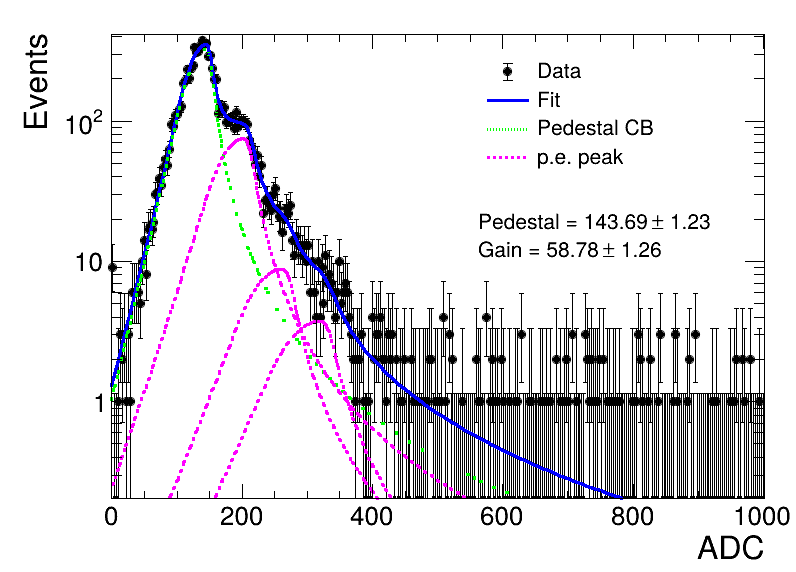 Events
10²
10
1
Data
Fit
Pedestal CB
p.e. peak
Pedestal = 143.69 ± 1.23
Gain = 58.78 ± 1.26
0 200 400 600 800 1000
ADC